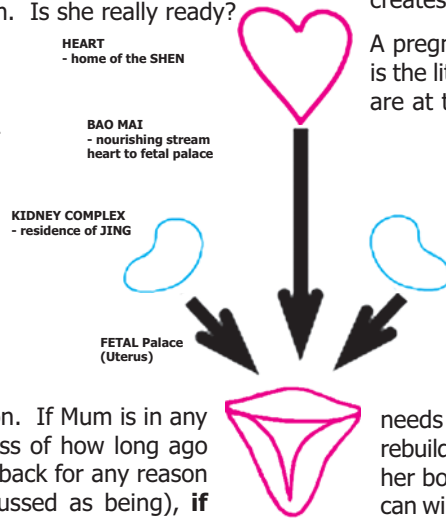 n. Is she really ready?
creates
HEART
- home of the SHEN
A pregn
is the lit
are at t
BAO MAI
- nourishing stream
heart to fetal palace
KIDNEY COMPLEX
- residence of JING
FETAL Palace
(Uterus)
on. If Mum is in any
ss of how long ago
back for any reason
ussed as being), if
needs
rebuild
her bo
can wi